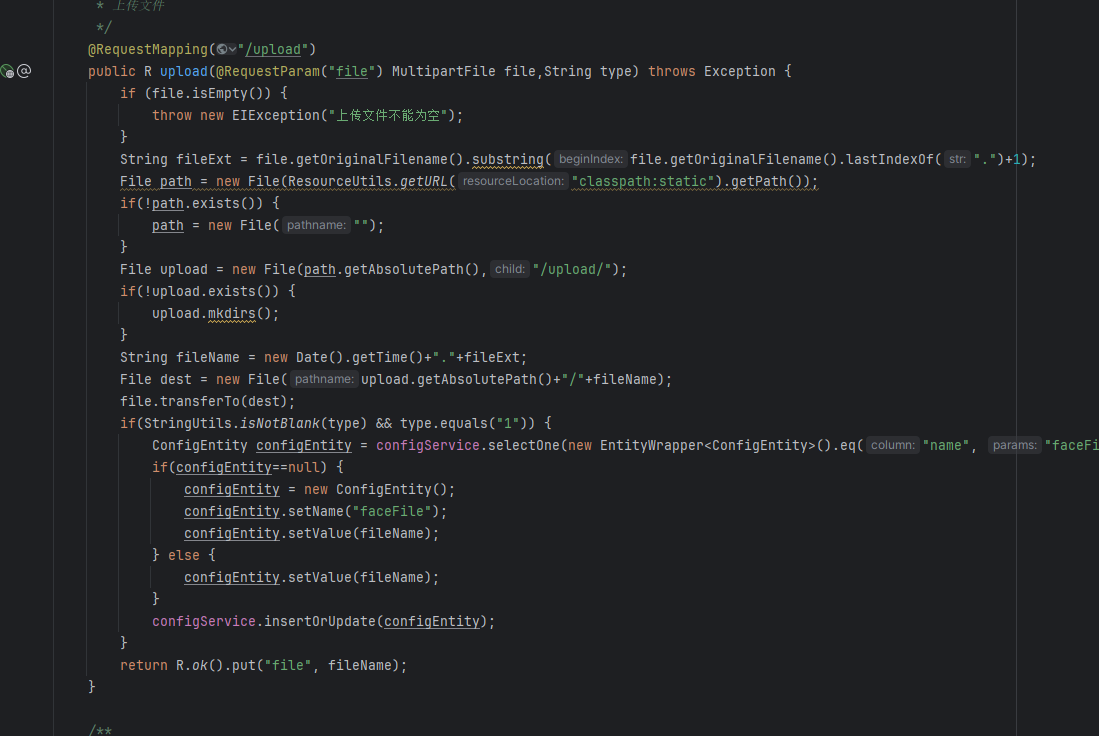 * 上传文件
*/
@RequestMapping("/upload")
public R upload(@RequestParam("file") MultipartFile file,String type) throws Exception {
if (file.isEmpty()) {
throw new EIException("上传文件不能为空");
}
String fileExt = file.getOriginalFilename().substring( beginIndex: file.getOriginalFilename().lastIndexOf( str: ".")+1);
File path = new File(ResourceUtils.getURL( resourceLocation: "classpath:static").getPath());
if(!path.exists()) {
path = new File( pathname: "");
}
File upload = new File(path.getAbsolutePath(), child: "/upload/");
if(!upload.exists()) {
upload.mkdirs();
}
String fileName = new Date().getTime()+"."+fileExt;
File dest = new File( pathname: upload.getAbsolutePath()+"/"+fileName);
file.transferTo(dest);
if(StringUtils.isNotBlank(type) && type.equals("1")) {
ConfigEntity configEntity = configService.selectOne(new EntityWrapper<ConfigEntity>().eq( column: "name", params: "faceFi
if(configEntity==null) {
configEntity = new ConfigEntity();
configEntity.setName("faceFile");
configEntity.setValue(fileName);
} else {
configEntity.setValue(fileName);
}
configService.insertOrUpdate(configEntity);
}
return R.ok().put("file", fileName);
}
/**